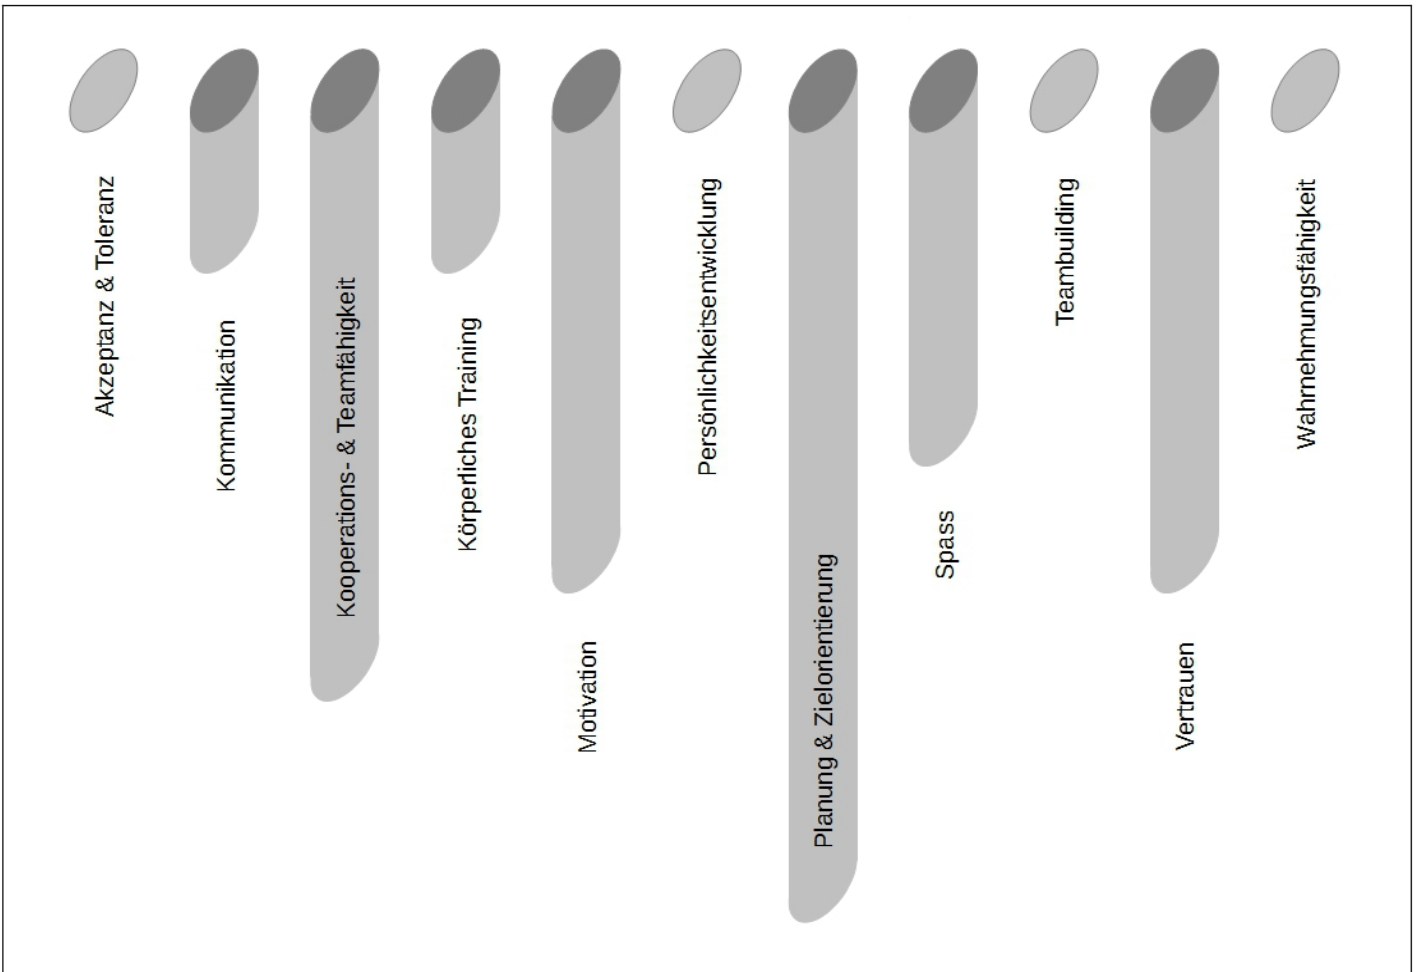 Akzeptanz & Toleranz
Kommunikation
Kooperations- & Teamfähigkeit
Körperliches Training
Motivation
Persönlichkeitsentwicklung
Planung & Zielorientierung
Spass
Teambuilding
Vertrauen
Wahrnehmungsfähigkeit